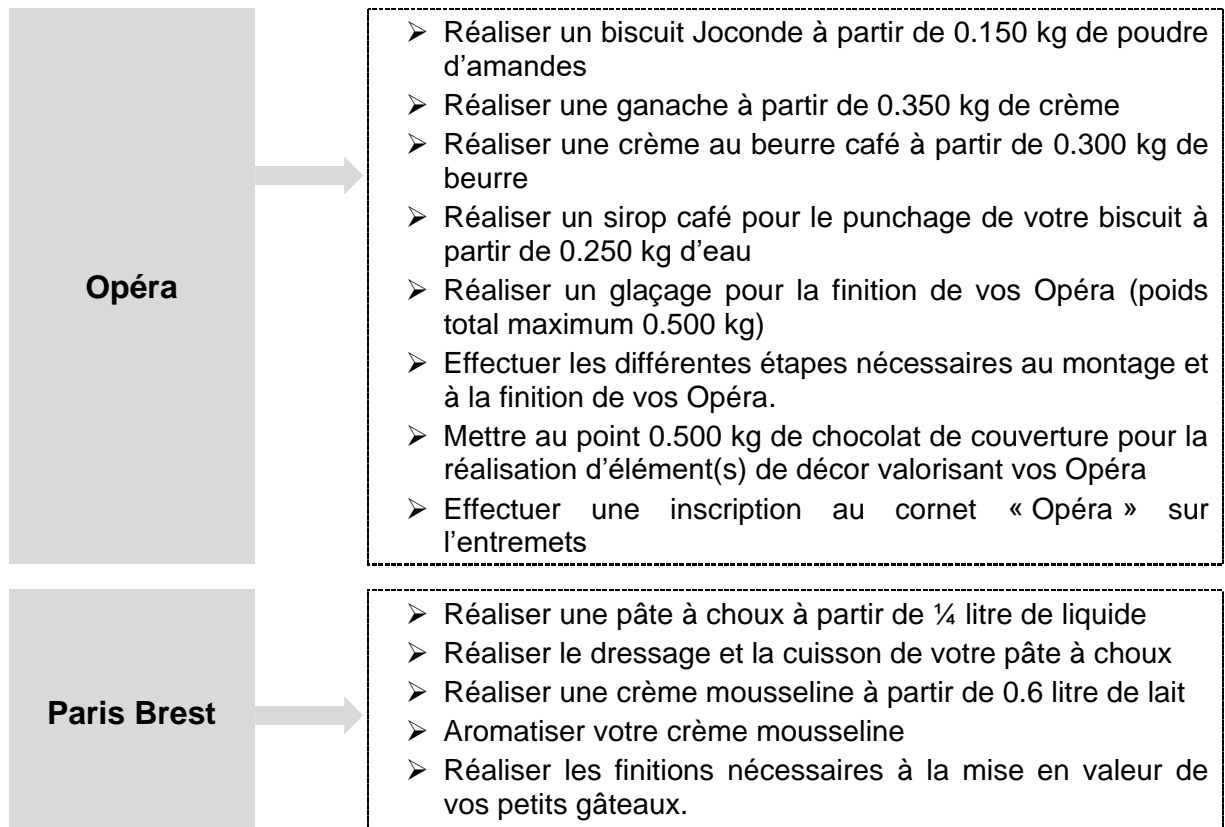 Opéra
➢ Réaliser un biscuit Joconde à partir de 0.150 kg de poudre
d’amandes
➢ Réaliser une ganache à partir de 0.350 kg de crème
➢ Réaliser une crème au beurre café à partir de 0.300 kg de
beurre
➢ Réaliser un sirop café pour le punchage de votre biscuit à
partir de 0.250 kg d’eau
➢ Réaliser un glaçage pour la finition de vos Opéra (poids
total maximum 0.500 kg)
➢ Effectuer les différentes étapes nécessaires au montage et
à la finition de vos Opéra.
➢ Mettre au point 0.500 kg de chocolat de couverture pour la
réalisation d’élément(s) de décor valorisant vos Opéra
➢ Effectuer une inscription au cornet « Opéra » sur
l’entremets
Paris Brest
➢ Réaliser une pâte à choux à partir de ¼ litre de liquide
➢ Réaliser le dressage et la cuisson de votre pâte à choux
➢ Réaliser une crème mousseline à partir de 0.6 litre de lait
➢ Aromatiser votre crème mousseline
➢ Réaliser les finitions nécessaires à la mise en valeur de
vos petits gâteaux.